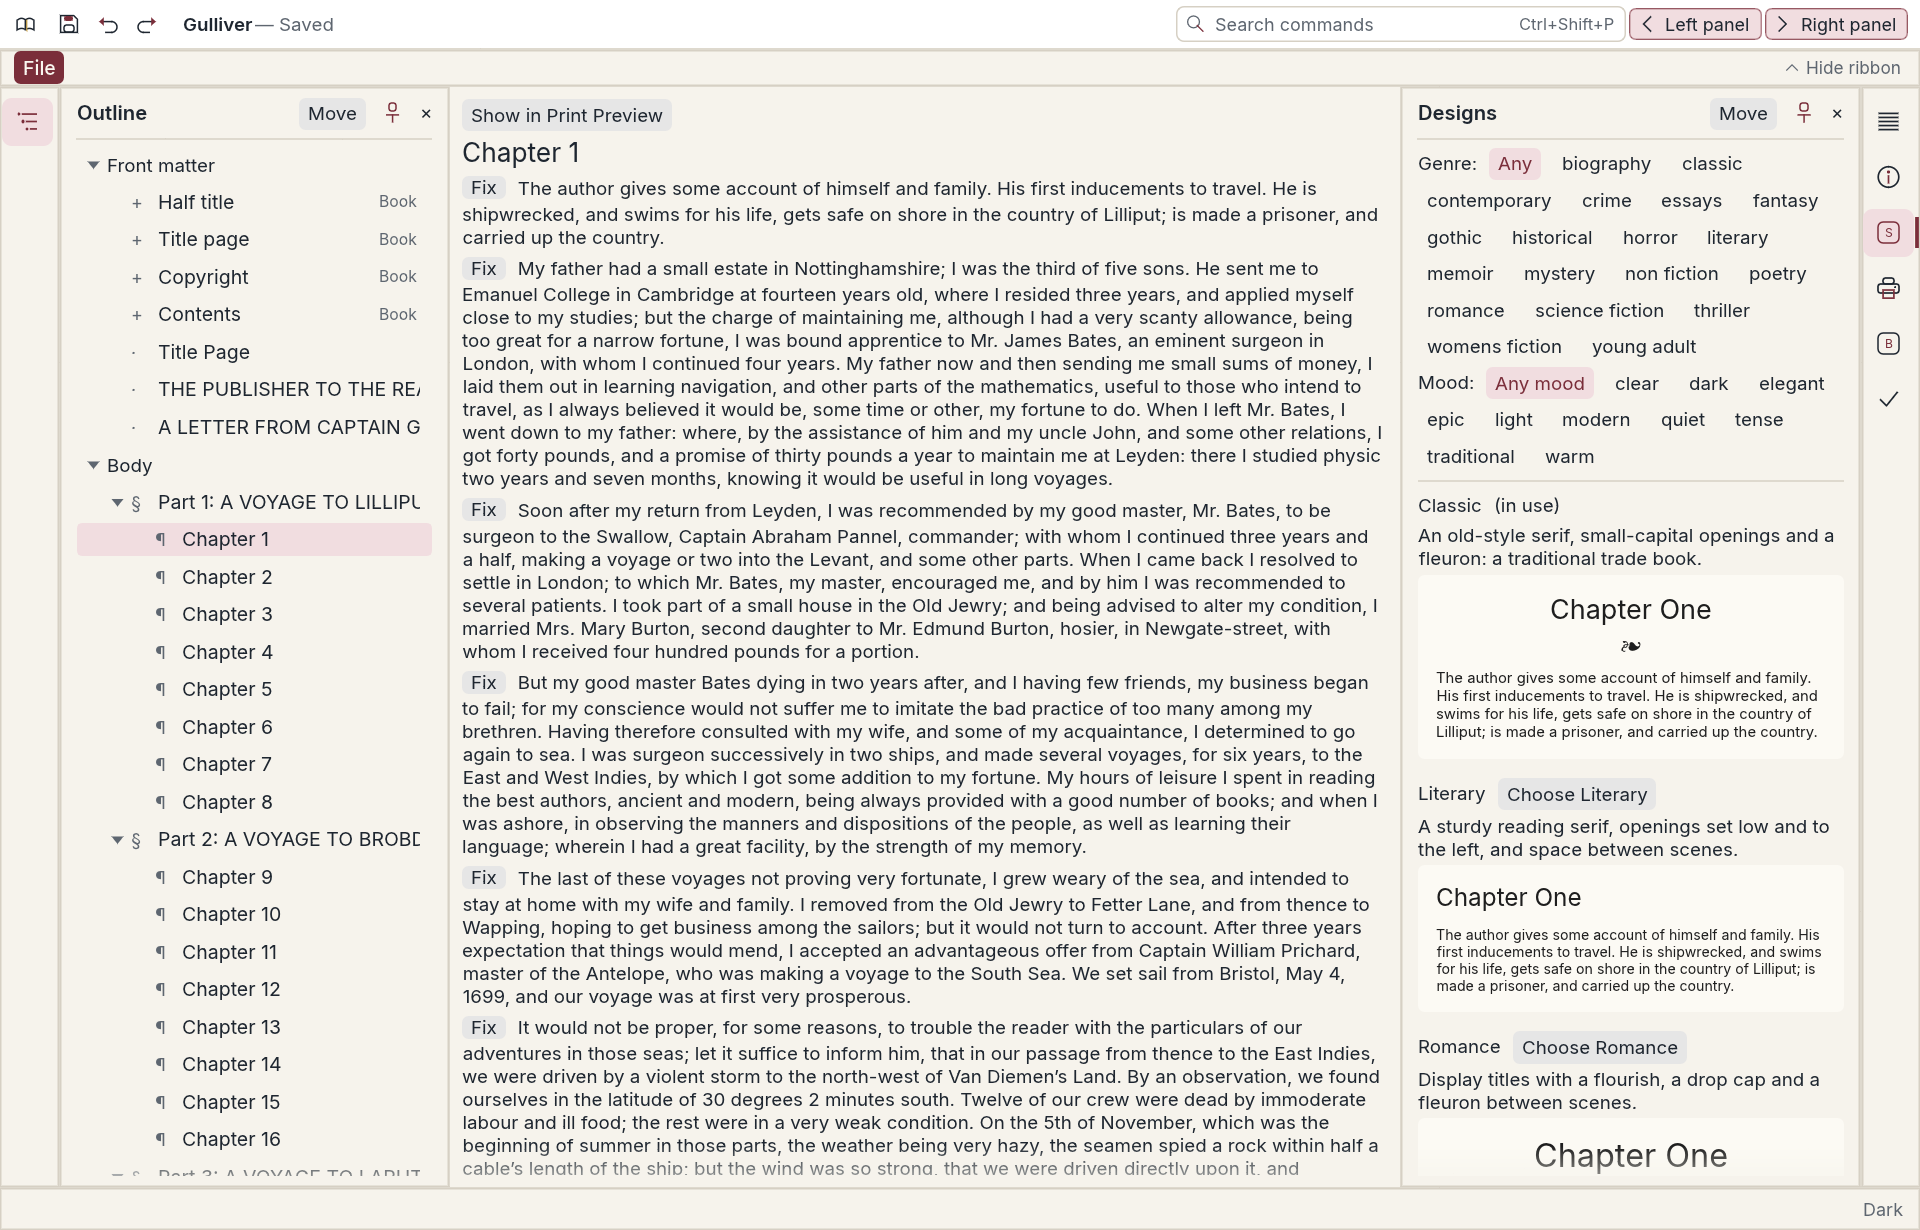 Gulliver — Saved
Search commands Ctrl+Shift+P
Left panel
Right panel
File
Hide ribbon
Outline Move ×
Front matter
+ Half title Book
+ Title page Book
+ Copyright Book
+ Contents Book
· Title Page
· THE PUBLISHER TO THE REA
· A LETTER FROM CAPTAIN G
Body
§ Part 1: A VOYAGE TO LILLIPU
¶ Chapter 1
¶ Chapter 2
¶ Chapter 3
¶ Chapter 4
¶ Chapter 5
¶ Chapter 6
¶ Chapter 7
¶ Chapter 8
§ Part 2: A VOYAGE TO BROBD
¶ Chapter 9
¶ Chapter 10
¶ Chapter 11
¶ Chapter 12
¶ Chapter 13
¶ Chapter 14
¶ Chapter 15
¶ Chapter 16
§ Part 3: A VOYAGE TO LAPUT
Show in Print Preview
Chapter 1
Fix The author gives some account of himself and family. His first inducements to travel. He is
shipwrecked, and swims for his life, gets safe on shore in the country of Lilliput; is made a prisoner, and
carried up the country.
Fix My father had a small estate in Nottinghamshire; I was the third of five sons. He sent me to
Emanuel College in Cambridge at fourteen years old, where I resided three years, and applied myself
close to my studies; but the charge of maintaining me, although I had a very scanty allowance, being
too great for a narrow fortune, I was bound apprentice to Mr. James Bates, an eminent surgeon in
London, with whom I continued four years. My father now and then sending me small sums of money, I
laid them out in learning navigation, and other parts of the mathematics, useful to those who intend to
travel, as I always believed it would be, some time or other, my fortune to do. When I left Mr. Bates, I
went down to my father: where, by the assistance of him and my uncle John, and some other relations, I
got forty pounds, and a promise of thirty pounds a year to maintain me at Leyden: there I studied physic
two years and seven months, knowing it would be useful in long voyages.
Fix Soon after my return from Leyden, I was recommended by my good master, Mr. Bates, to be
surgeon to the Swallow, Captain Abraham Pannel, commander; with whom I continued three years and
a half, making a voyage or two into the Levant, and some other parts. When I came back I resolved to
settle in London; to which Mr. Bates, my master, encouraged me, and by him I was recommended to
several patients. I took part of a small house in the Old Jewry; and being advised to alter my condition, I
married Mrs. Mary Burton, second daughter to Mr. Edmund Burton, hosier, in Newgate-street, with
whom I received four hundred pounds for a portion.
Fix But my good master Bates dying in two years after, and I having few friends, my business began
to fail; for my conscience would not suffer me to imitate the bad practice of too many among my
brethren. Having therefore consulted with my wife, and some of my acquaintance, I determined to go
again to sea. I was surgeon successively in two ships, and made several voyages, for six years, to the
East and West Indies, by which I got some addition to my fortune. My hours of leisure I spent in reading
the best authors, ancient and modern, being always provided with a good number of books; and when I
was ashore, in observing the manners and dispositions of the people, as well as learning their
language; wherein I had a great facility, by the strength of my memory.
Fix The last of these voyages not proving very fortunate, I grew weary of the sea, and intended to
stay at home with my wife and family. I removed from the Old Jewry to Fetter Lane, and from thence to
Wapping, hoping to get business among the sailors; but it would not turn to account. After three years
expectation that things would mend, I accepted an advantageous offer from Captain William Prichard,
master of the Antelope, who was making a voyage to the South Sea. We set sail from Bristol, May 4,
1699, and our voyage was at first very prosperous.
Fix It would not be proper, for some reasons, to trouble the reader with the particulars of our
adventures in those seas; let it suffice to inform him, that in our passage from thence to the East Indies,
we were driven by a violent storm to the north-west of Van Diemen’s Land. By an observation, we found
ourselves in the latitude of 30 degrees 2 minutes south. Twelve of our crew were dead by immoderate
labour and ill food; the rest were in a very weak condition. On the 5th of November, which was the
beginning of summer in those parts, the weather being very hazy, the seamen spied a rock within half a
cable’s length of the ship; but the wind was so strong, that we were driven directly upon it, and
Designs Move ×
Genre: Any biography classic
contemporary crime essays fantasy
gothic historical horror literary
memoir mystery non fiction poetry
romance science fiction thriller
womens fiction young adult
Mood: Any mood clear dark elegant
epic light modern quiet tense
traditional warm
Classic (in use)
An old-style serif, small-capital openings and a
fleuron: a traditional trade book.
Chapter One
❧
The author gives some account of himself and family.
His first inducements to travel. He is shipwrecked, and
swims for his life, gets safe on shore in the country of
Lilliput; is made a prisoner, and carried up the country.
Literary Choose Literary
A sturdy reading serif, openings set low and to
the left, and space between scenes.
Chapter One
The author gives some account of himself and family. His
first inducements to travel. He is shipwrecked, and swims
for his life, gets safe on shore in the country of Lilliput; is
made a prisoner, and carried up the country.
Romance Choose Romance
Display titles with a flourish, a drop cap and a
fleuron between scenes.
Chapter One
S
B
Dark